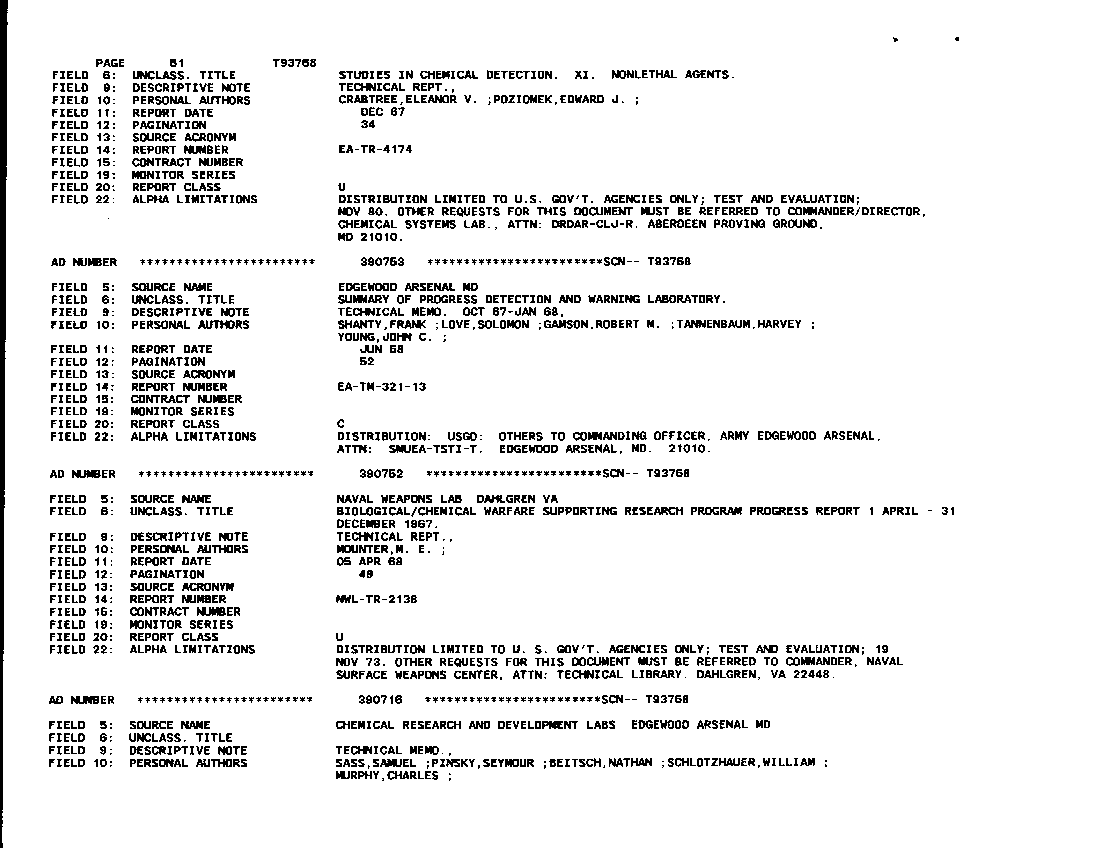 PAGE 51 T93768
FIELD 6: UNCLASS. TITLE STUDIES IN CHEMICAL DETECTION. XI. NONLETHAL AGENTS.
FIELD 9: DESCRIPTIVE NOTE TECHNICAL REPT.,
FIELD 10: PERSONAL AUTHORS CRABTREE,ELEANOR V. ;POZIOMEK,EDWARD J. ;
FIELD 11: REPORT DATE DEC 67
FIELD 12: PAGINATION 34
FIELD 13: SOURCE ACRONYM
FIELD 14: REPORT NUMBER EA-TR-4174
FIELD 15: CONTRACT NUMBER
FIELD 19: MONITOR SERIES
FIELD 20: REPORT CLASS U
FIELD 22: ALPHA LIMITATIONS DISTRIBUTION LIMITED TO U.S. GOV'T. AGENCIES ONLY; TEST AND EVALUATION;
NOV 80. OTHER REQUESTS FOR THIS DOCUMENT MUST BE REFERRED TO COMMANDER/DIRECTOR,
CHEMICAL SYSTEMS LAB., ATTN: DRDAR-CLJ-R. ABERDEEN PROVING GROUND,
MD 21010.
AD NUMBER ************************ 390753 ************************SCN-- T93768
FIELD 5: SOURCE NAME EDGEWOOD ARSENAL MD
FIELD 6: UNCLASS. TITLE SUMMARY OF PROGRESS DETECTION AND WARNING LABORATORY.
FIELD 9: DESCRIPTIVE NOTE TECHNICAL MEMO. OCT 67-JAN 68,
FIELD 10: PERSONAL AUTHORS SHANTY,FRANK ;LOVE,SOLOMON ;GAMSON,ROBERT M. ;TANNENBAUM,HARVEY ;
YOUNG,JOHN C. ;
FIELD 11: REPORT DATE JUN 68
FIELD 12: PAGINATION 52
FIELD 13: SOURCE ACRONYM
FIELD 14: REPORT NUMBER EA-TM-321-13
FIELD 15: CONTRACT NUMBER
FIELD 19: MONITOR SERIES
FIELD 20: REPORT CLASS C
FIELD 22: ALPHA LIMITATIONS DISTRIBUTION: USGO: OTHERS TO COMMANDING OFFICER, ARMY EDGEWOOD ARSENAL,
ATTN: SMUEA-TSTI-T. EDGEWOOD ARSENAL, MD. 21010.
AD NUMBER ************************ 390752 ************************SCN-- T93768
FIELD 5: SOURCE NAME NAVAL WEAPONS LAB DAHLGREN VA
FIELD 6: UNCLASS. TITLE BIOLOGICAL/CHEMICAL WARFARE SUPPORTING RESEARCH PROGRAM PROGRESS REPORT 1 APRIL - 31
DECEMBER 1967.
FIELD 9: DESCRIPTIVE NOTE TECHNICAL REPT.,
FIELD 10: PERSONAL AUTHORS MOUNTER,M. E. ;
FIELD 11: REPORT DATE 05 APR 68
FIELD 12: PAGINATION 49
FIELD 13: SOURCE ACRONYM
FIELD 14: REPORT NUMBER NWL-TR-2138
FIELD 15: CONTRACT NUMBER
FIELD 19: MONITOR SERIES
FIELD 20: REPORT CLASS U
FIELD 22: ALPHA LIMITATIONS DISTRIBUTION LIMITED TO U. S. GOV'T. AGENCIES ONLY; TEST AND EVALUATION; 19
NOV 73. OTHER REQUESTS FOR THIS DOCUMENT MUST BE REFERRED TO COMMANDER, NAVAL
SURFACE WEAPONS CENTER, ATTN: TECHNICAL LIBRARY. DAHLGREN, VA 22448.
AD NUMBER ************************ 390716 ************************SCN-- T93768
FIELD 5: SOURCE NAME CHEMICAL RESEARCH AND DEVELOPMENT LABS EDGEWOOD ARSENAL MD
FIELD 6: UNCLASS. TITLE
FIELD 9: DESCRIPTIVE NOTE TECHNICAL MEMO.,
FIELD 10: PERSONAL AUTHORS SASS,SAMUEL ;PINSKY,SEYMOUR ;BEITSCH,NATHAN ;SCHLOTZHAUER,WILLIAM ;
MURPHY,CHARLES ;